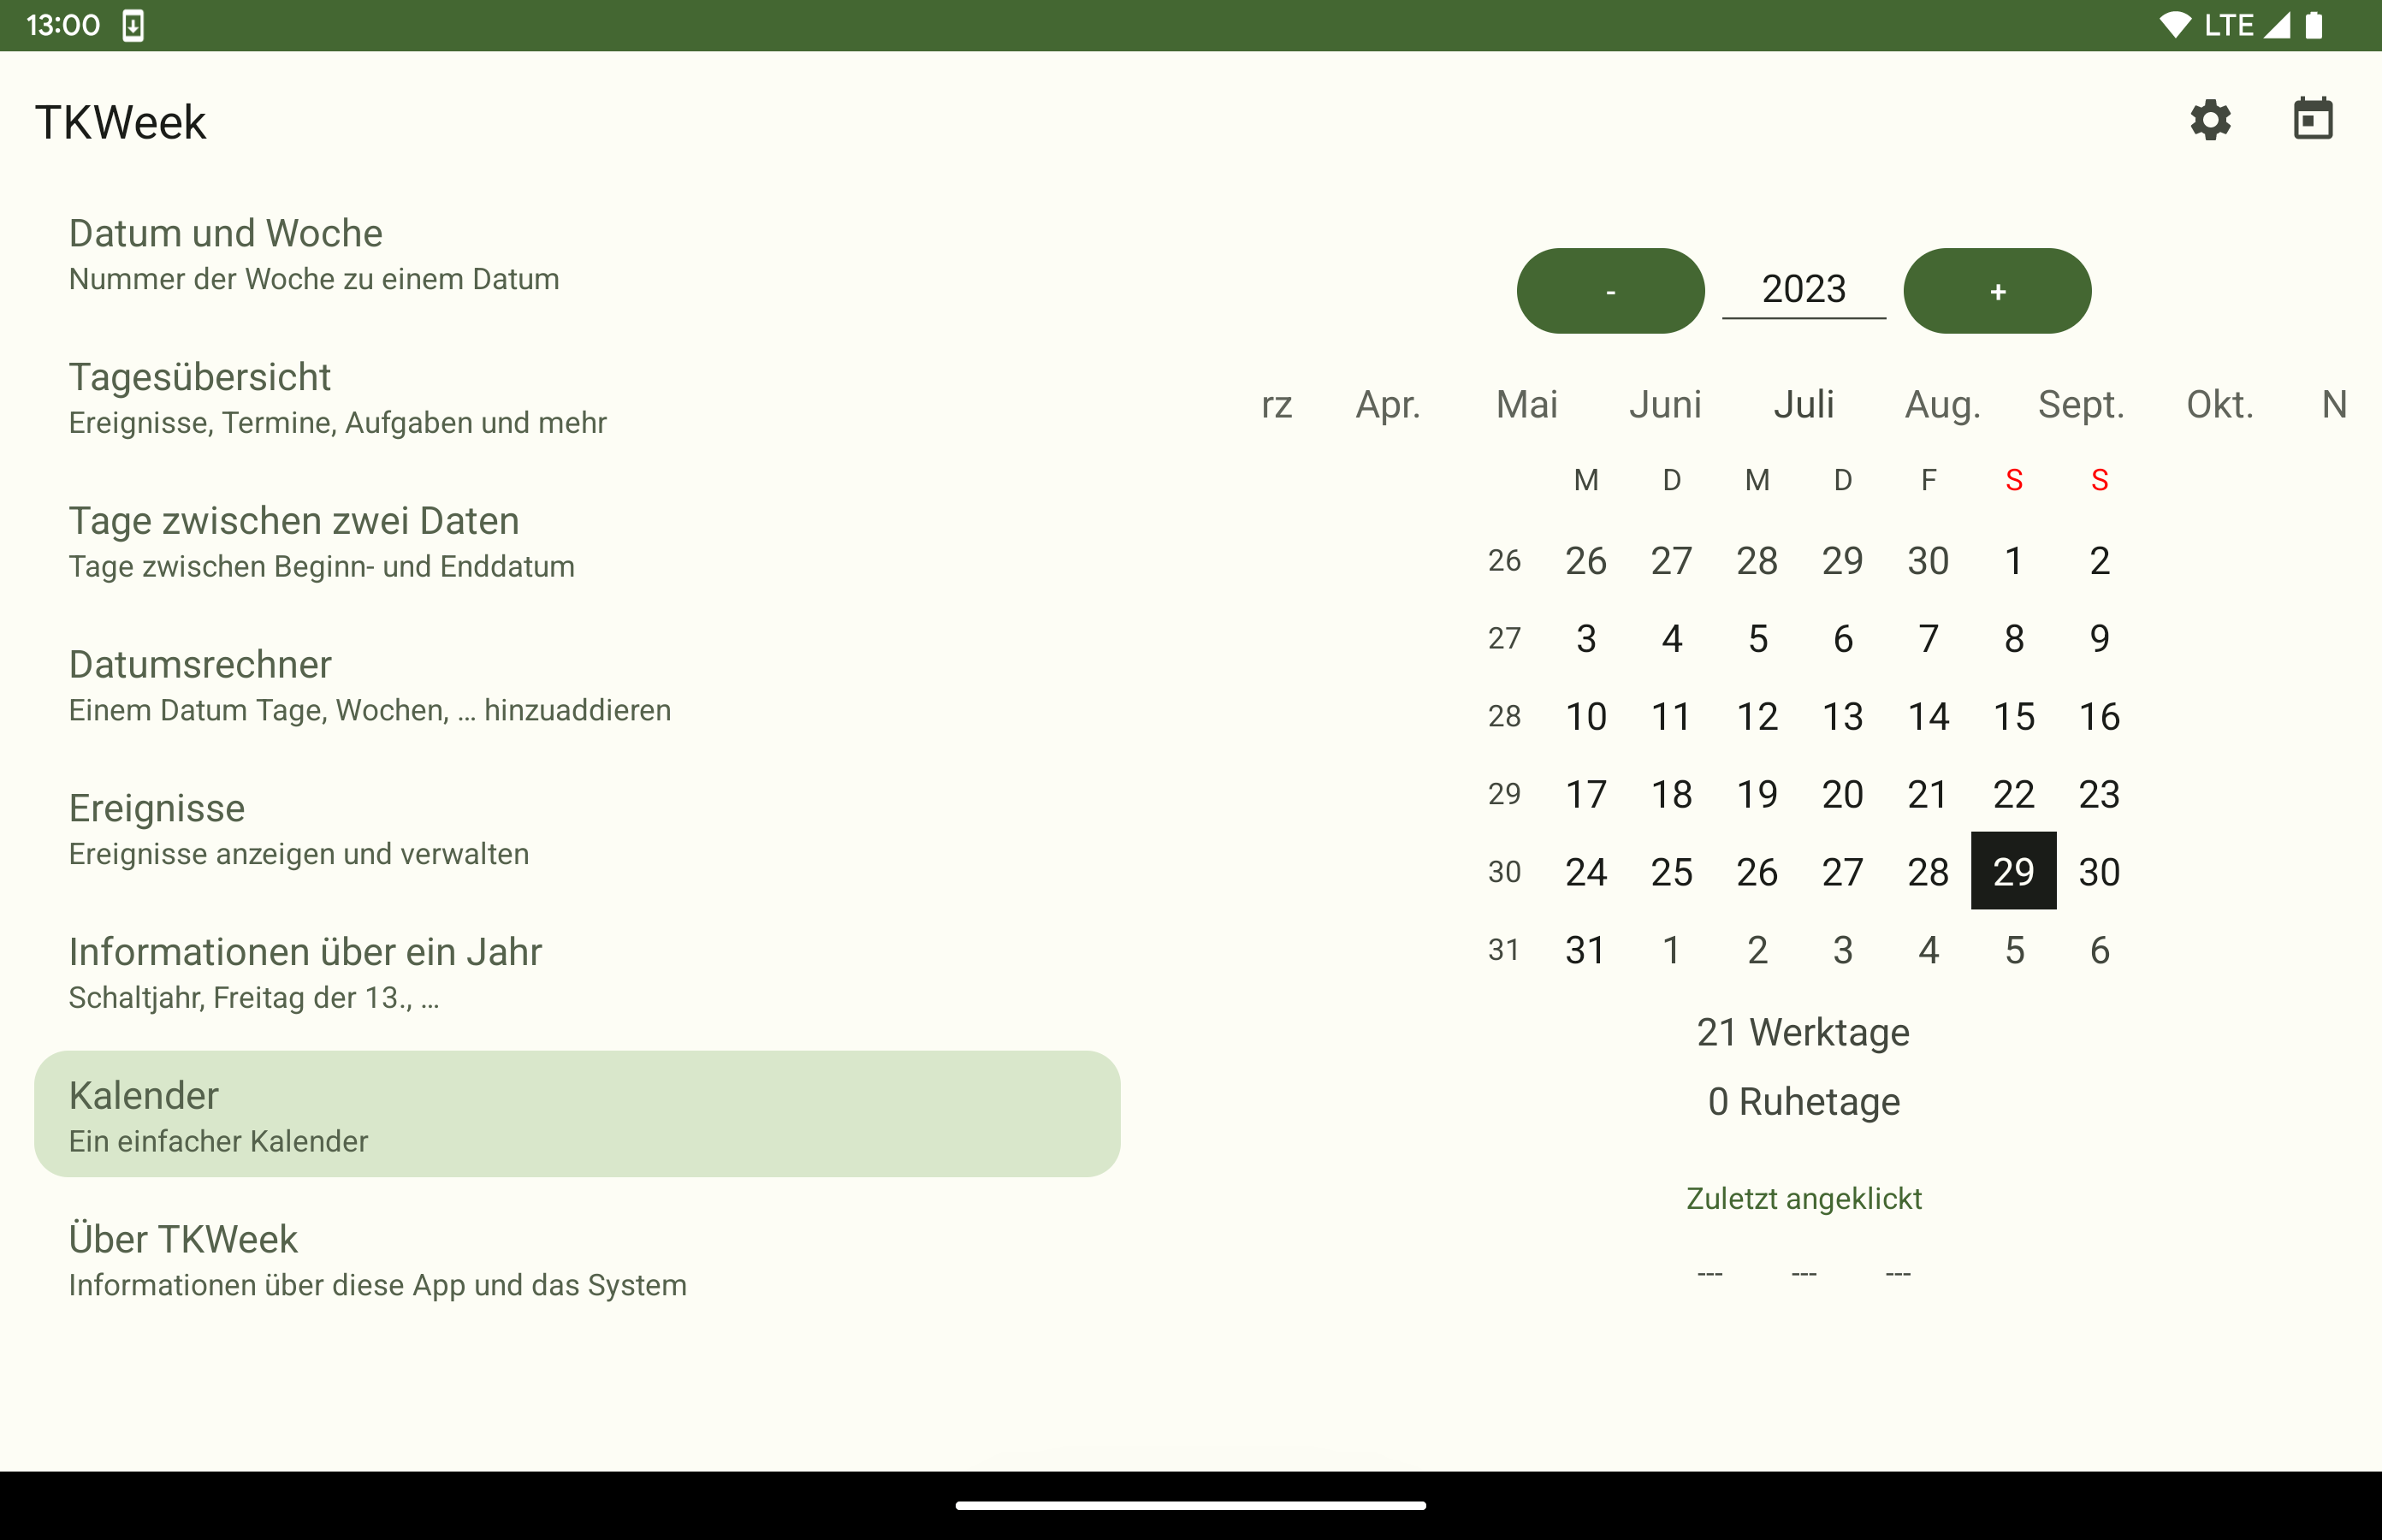 13:00 LTE
TKWeek
Datum und Woche
Nummer der Woche zu einem Datum
Tagesübersicht
Ereignisse, Termine, Aufgaben und mehr
Tage zwischen zwei Daten
Tage zwischen Beginn- und Enddatum
Datumsrechner
Einem Datum Tage, Wochen, … hinzuaddieren
Ereignisse
Ereignisse anzeigen und verwalten
Informationen über ein Jahr
Schaltjahr, Freitag der 13., …
Kalender
Ein einfacher Kalender
Über TKWeek
Informationen über diese App und das System
- 2023 +
rz Apr. Mai Juni Juli Aug. Sept. Okt. N
M D M D F S S
26 26 27 28 29 30 1 2
27 3 4 5 6 7 8 9
28 10 11 12 13 14 15 16
29 17 18 19 20 21 22 23
30 24 25 26 27 28 29 30
31 31 1 2 3 4 5 6
21 Werktage
0 Ruhetage
Zuletzt angeklickt
--- --- ---